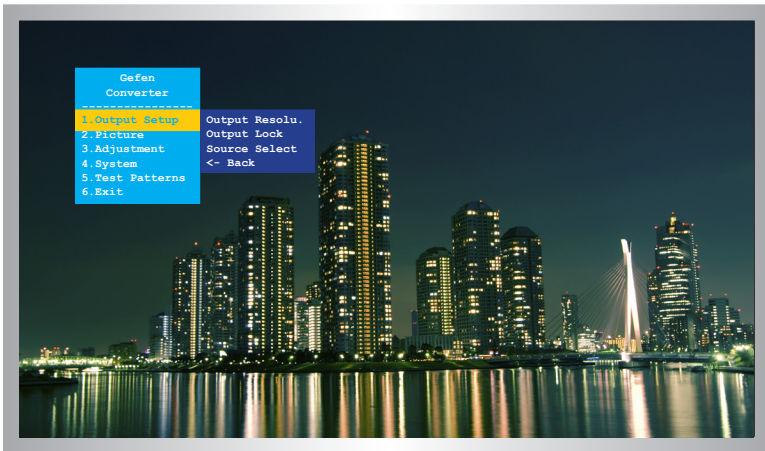 Gefen
Converter
----------------
1.Output Setup
2.Picture
3.Adjustment
4.System
5.Test Patterns
6.Exit
Output Resolu.
Output Lock
Source Select
<- Back